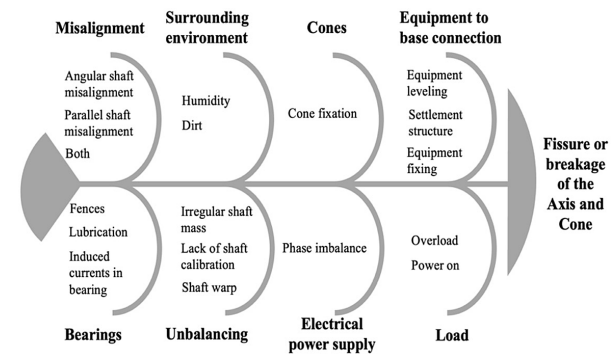 Misalignment
Surrounding
environment
Cones
Equipment to
base connection
Angular shaft
misalignment
Parallel shaft
misalignment
Both
Humidity
Dirt
Cone fixation
Equipment
leveling
Settlement
structure
Equipment
fixing
Fissure or
breakage
of the
Axis and
Cone
Fences
Lubrication
Induced
currents in
bearing
Irregular shaft
mass
Lack of shaft
calibration
Shaft warp
Phase imbalance
Overload
Power on
Bearings
Unbalancing
Electrical
power supply
Load